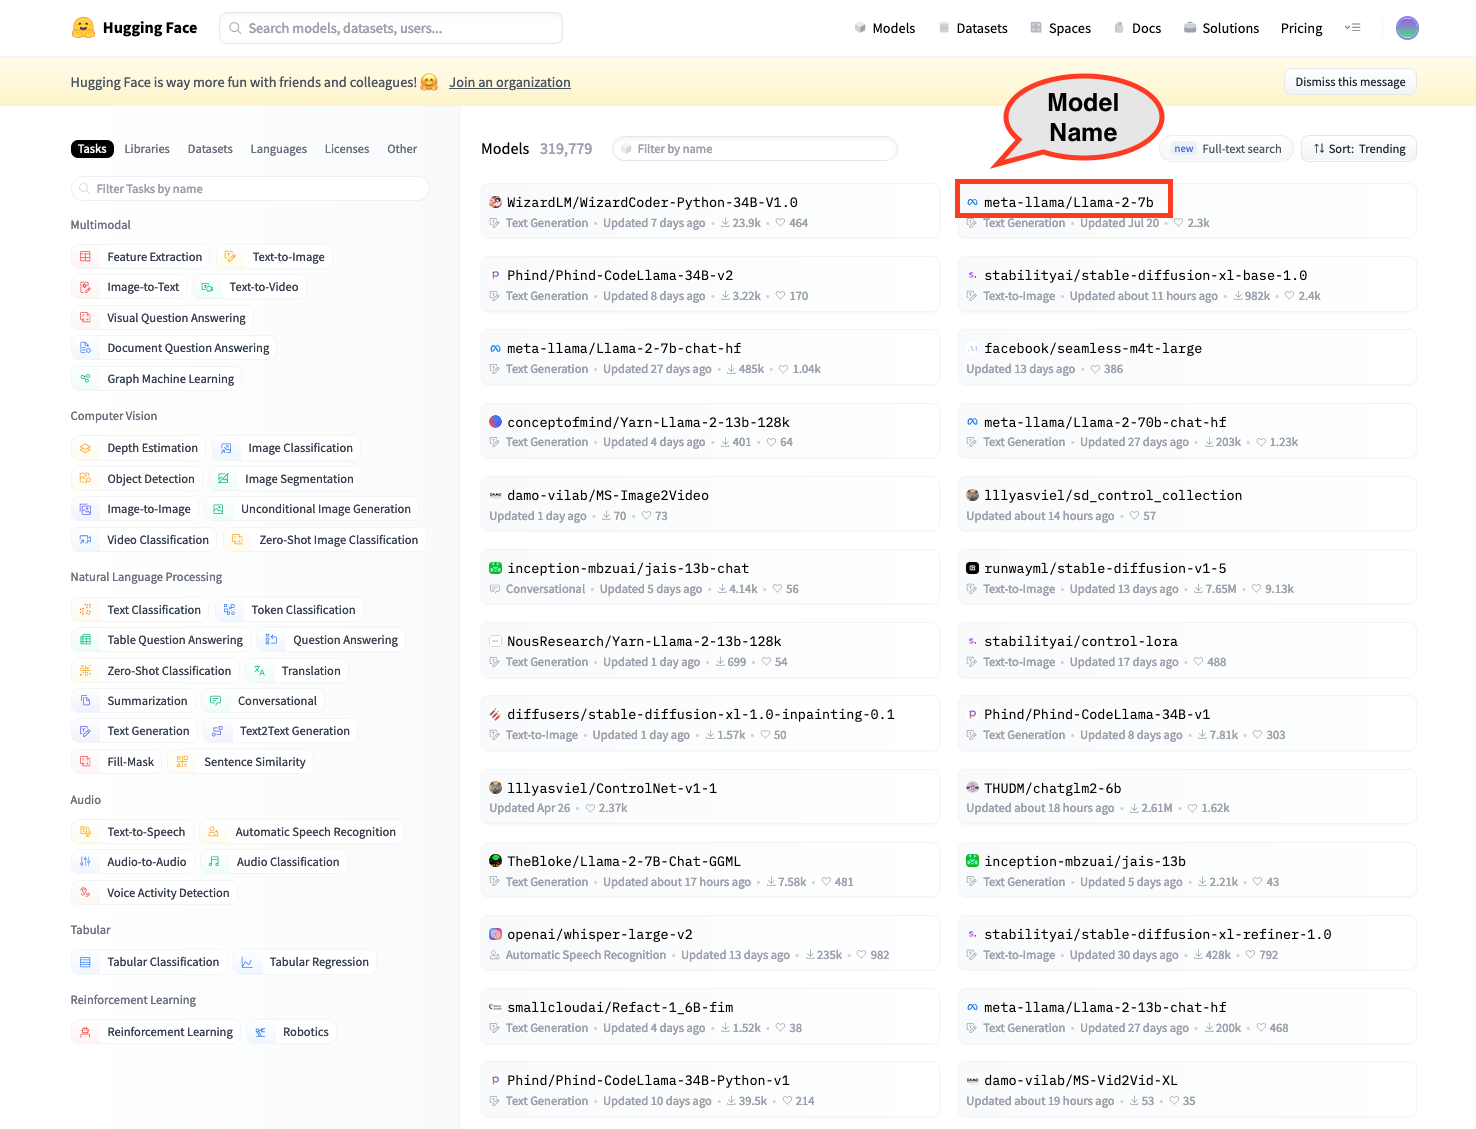 Hugging Face
Search models, datasets, users...
Models
Datasets
Spaces
Docs
Solutions
Pricing
Hugging Face is way more fun with friends and colleagues! 🤗 Join an organization
Dismiss this message
Model
Name
Tasks
Libraries
Datasets
Languages
Licenses
Other
Filter Tasks by name
Multimodal
Feature Extraction
Text-to-Image
Image-to-Text
Text-to-Video
Visual Question Answering
Document Question Answering
Graph Machine Learning
Computer Vision
Depth Estimation
Image Classification
Object Detection
Image Segmentation
Image-to-Image
Unconditional Image Generation
Video Classification
Zero-Shot Image Classification
Natural Language Processing
Text Classification
Token Classification
Table Question Answering
Question Answering
Zero-Shot Classification
Translation
Summarization
Conversational
Text Generation
Text2Text Generation
Fill-Mask
Sentence Similarity
Audio
Text-to-Speech
Automatic Speech Recognition
Audio-to-Audio
Audio Classification
Voice Activity Detection
Tabular
Tabular Classification
Tabular Regression
Reinforcement Learning
Reinforcement Learning
Robotics
Models 319,779
Filter by name
new Full-text search
Sort: Trending
WizardLM/WizardCoder-Python-34B-V1.0
Text Generation • Updated 7 days ago • 23.9k • 464
meta-llama/Llama-2-7b
Text Generation • Updated Jul 20 • 2.3k
Phind/Phind-CodeLlama-34B-v2
Text Generation • Updated 8 days ago • 3.22k • 170
stabilityai/stable-diffusion-xl-base-1.0
Text-to-Image • Updated about 11 hours ago • 982k • 2.4k
meta-llama/Llama-2-7b-chat-hf
Text Generation • Updated 27 days ago • 485k • 1.04k
facebook/seamless-m4t-large
Updated 13 days ago • 386
conceptofmind/Yarn-Llama-2-13b-128k
Text Generation • Updated 4 days ago • 401 • 64
meta-llama/Llama-2-70b-chat-hf
Text Generation • Updated 27 days ago • 203k • 1.23k
damo-vilab/MS-Image2Video
Updated 1 day ago • 70 • 73
lllyasviel/sd_control_collection
Updated about 14 hours ago • 57
inception-mbzuai/jais-13b-chat
Conversational • Updated 5 days ago • 4.14k • 56
runwayml/stable-diffusion-v1-5
Text-to-Image • Updated 13 days ago • 7.65M • 9.13k
NousResearch/Yarn-Llama-2-13b-128k
Text Generation • Updated 1 day ago • 699 • 54
stabilityai/control-lora
Text-to-Image • Updated 17 days ago • 488
diffusers/stable-diffusion-xl-1.0-inpainting-0.1
Text-to-Image • Updated 1 day ago • 1.57k • 50
Phind/Phind-CodeLlama-34B-v1
Text Generation • Updated 8 days ago • 7.81k • 303
lllyasviel/ControlNet-v1-1
Updated Apr 26 • 2.37k
THUDM/chatglm2-6b
Updated about 18 hours ago • 2.61M • 1.62k
TheBloke/Llama-2-7B-Chat-GGML
Text Generation • Updated about 17 hours ago • 7.58k • 481
inception-mbzuai/jais-13b
Text Generation • Updated 5 days ago • 2.21k • 43
openai/whisper-large-v2
Automatic Speech Recognition • Updated 13 days ago • 235k • 982
stabilityai/stable-diffusion-xl-refiner-1.0
Text-to-Image • Updated 30 days ago • 428k • 792
smallcloudai/Refact-1_6B-fim
Text Generation • Updated 4 days ago • 1.52k • 38
meta-llama/Llama-2-13b-chat-hf
Text Generation • Updated 27 days ago • 200k • 468
Phind/Phind-CodeLlama-34B-Python-v1
Text Generation • Updated 10 days ago • 39.5k • 214
damo-vilab/MS-Vid2Vid-XL
Updated about 19 hours ago • 53 • 35